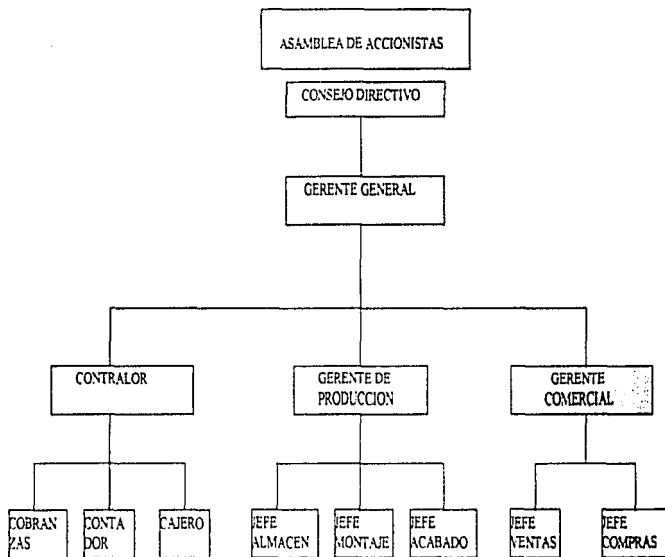 ASAMBLEA DE ACCIONISTAS
CONSEJO DIRECTIVO
GERENTE GENERAL
CONTRALOR
GERENTE DE
PRODUCCION
GERENTE
COMERCIAL
COBRAN
ZAS
CONTA
DOR
CAJERO
JEFE
ALMACEN
JEFE
MONTAJE
JEFE
ACABADO
JEFE
VENTAS
JEFE
COMPRAS